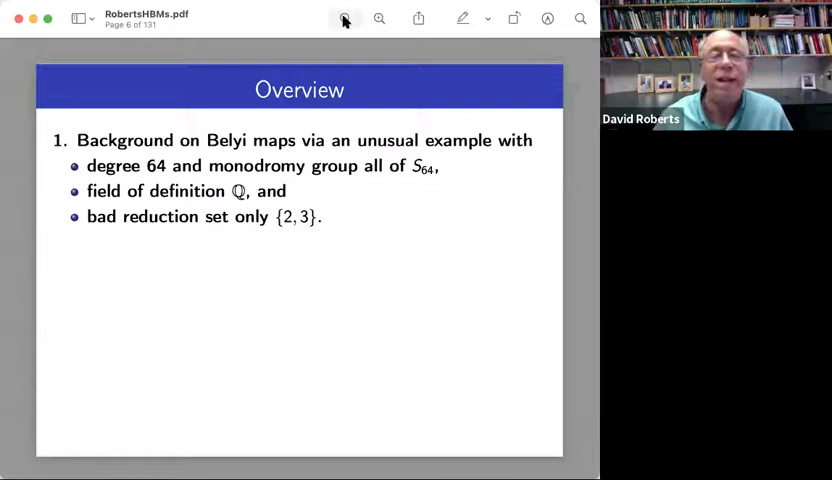 RobertsHBMs.pdf
Page 6 of 131
Overview
1. Background on Belyi maps via an unusual example with
• degree 64 and monodromy group all of S₆₄,
• field of definition ℚ, and
• bad reduction set only {2, 3}.
David Roberts